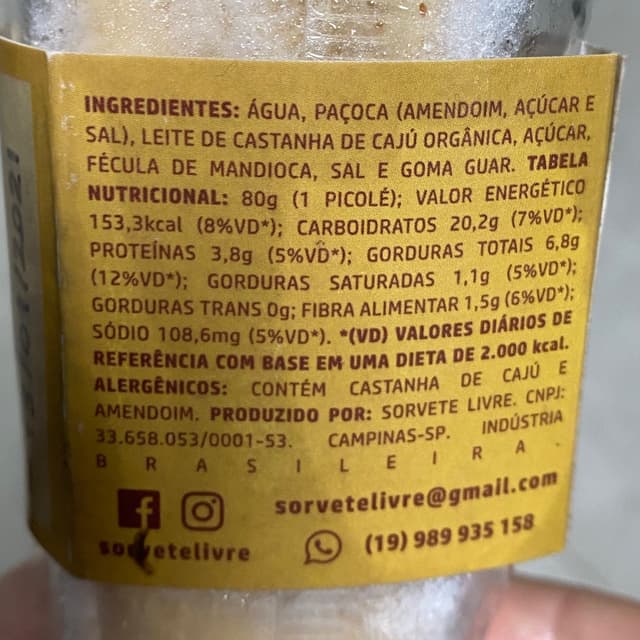 INGREDIENTES: ÁGUA, PAÇOCA (AMENDOIM, AÇÚCAR E
SAL), LEITE DE CASTANHA DE CAJÚ ORGÂNICA, AÇÚCAR,
FÉCULA DE MANDIOCA, SAL E GOMA GUAR. TABELA
NUTRICIONAL: 80g (1 PICOLÉ); VALOR ENERGÉTICO
153,3kcal (8%VD*); CARBOIDRATOS 20,2g (7%VD*);
PROTEÍNAS 3,8g (5%VD*); GORDURAS TOTAIS 6,8g
(12%VD*); GORDURAS SATURADAS 1,1g (5%VD*);
GORDURAS TRANS 0g; FIBRA ALIMENTAR 1,5g (6%VD*);
SÓDIO 108,6mg (5%VD*). *(VD) VALORES DIÁRIOS DE
REFERÊNCIA COM BASE EM UMA DIETA DE 2.000 kcal.
ALERGÊNICOS: CONTÉM CASTANHA DE CAJÚ E
AMENDOIM. PRODUZIDO POR: SORVETE LIVRE. CNPJ:
33.658.053/0001-53. CAMPINAS-SP. INDÚSTRIA
B R A S I L E I R A .
sorvetelivre@gmail.com
sorvetelivre
(19) 989 935 158